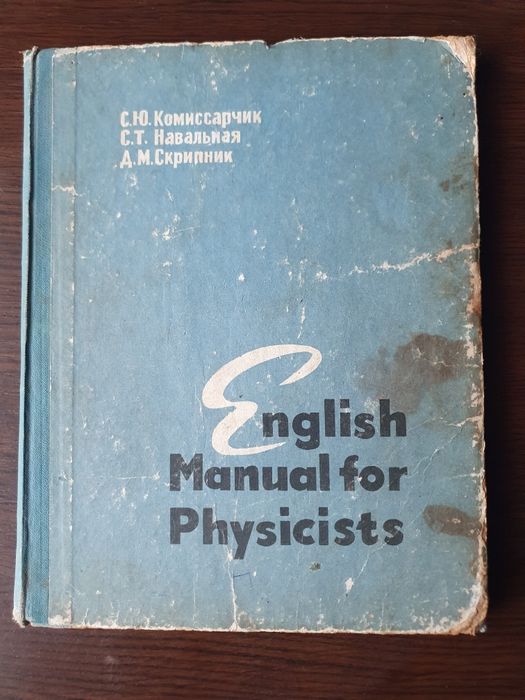 С.Ю. Комиссарчик
С.Т. Навальная
Д.М. Скрипник
English
Manual for
Physicists